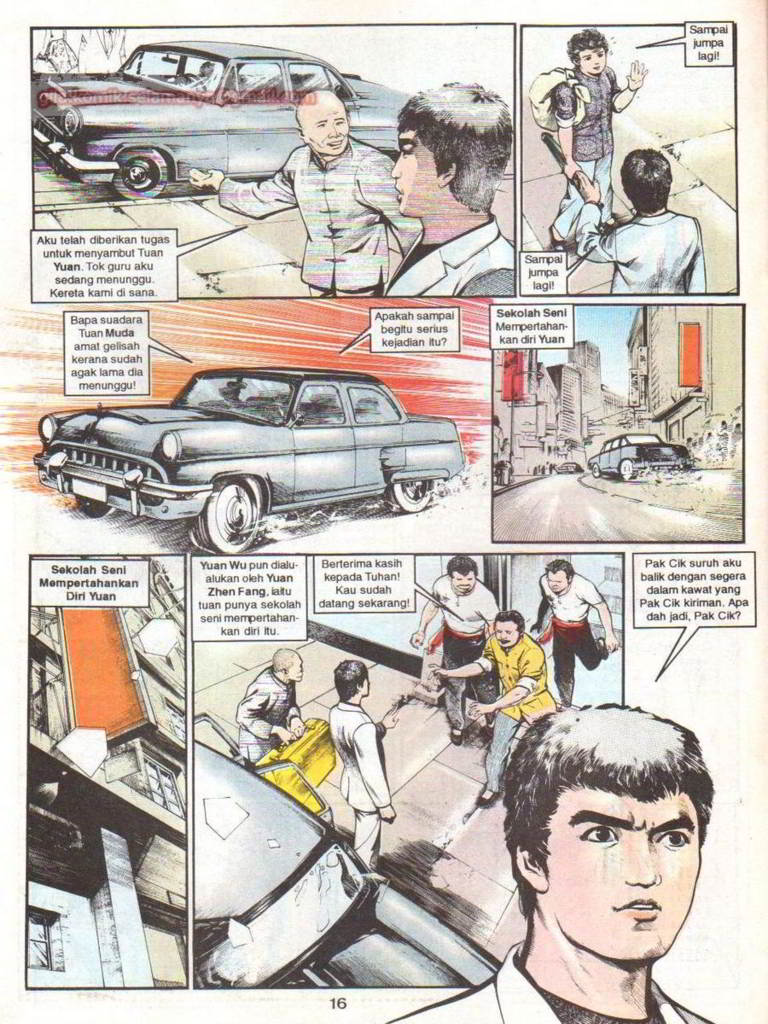 Aku telah diberikan tugas
untuk menyambut Tuan
Yuan. Tok guru aku
sedang menunggu.
Kereta kami di sana.
Sampai
jumpa
lagi!
Sampai
jumpa
lagi!
Bapa suadara
Tuan Muda
amat gelisah
kerana sudah
agak lama dia
menunggu!
Apakah sampai
begitu serius
kejadian itu?
Sekolah Seni
Mempertahan-
kan diri Yuan
Sekolah Seni
Mempertahankan
Diri Yuan
Yuan Wu pun dialu-
alukan oleh Yuan
Zhen Fang, iaitu
tuan punya sekolah
seni mempertahan-
kan diri itu.
Berterima kasih
kepada Tuhan!
Kau sudah
datang sekarang!
Pak Cik suruh aku
balik dengan segera
dalam kawat yang
Pak Cik kiriman. Apa
dah jadi, Pak Cik?
16